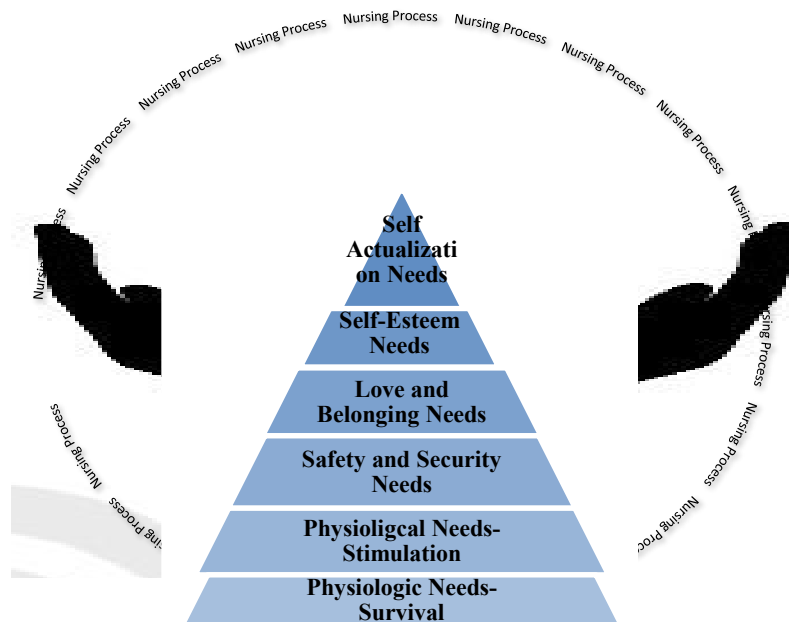 Nursing Process
Nursing Process
Nursing Process
Nursing Process
Nursing Process
Nursing Process
Nursing Process
Nursing
Process
Nursing Process
Nursing
Nursing
Nursing Process
Self
Actualizati
on Needs
Self-Esteem
Needs
Love and
Belonging Needs
Safety and Security
Needs
Physioligcal Needs-
Stimulation
Physiologic Needs-
Survival